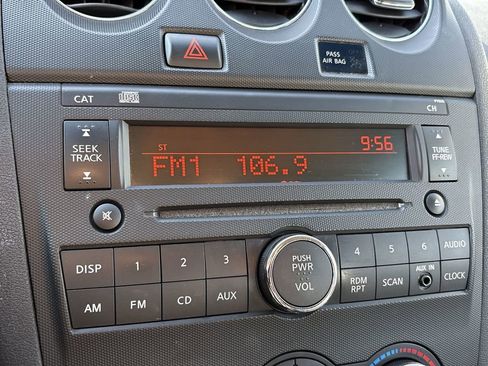 PASS
AIR BAG
CAT
CH
SEEK
TRACK
ST
9:56
FM1 106.9
TUNE
FF·REW
DISP
1
2
3
PUSH
PWR
VOL
4
5
6
AUDIO
AM
FM
CD
AUX
RDM
RPT
SCAN
AUX IN
CLOCK